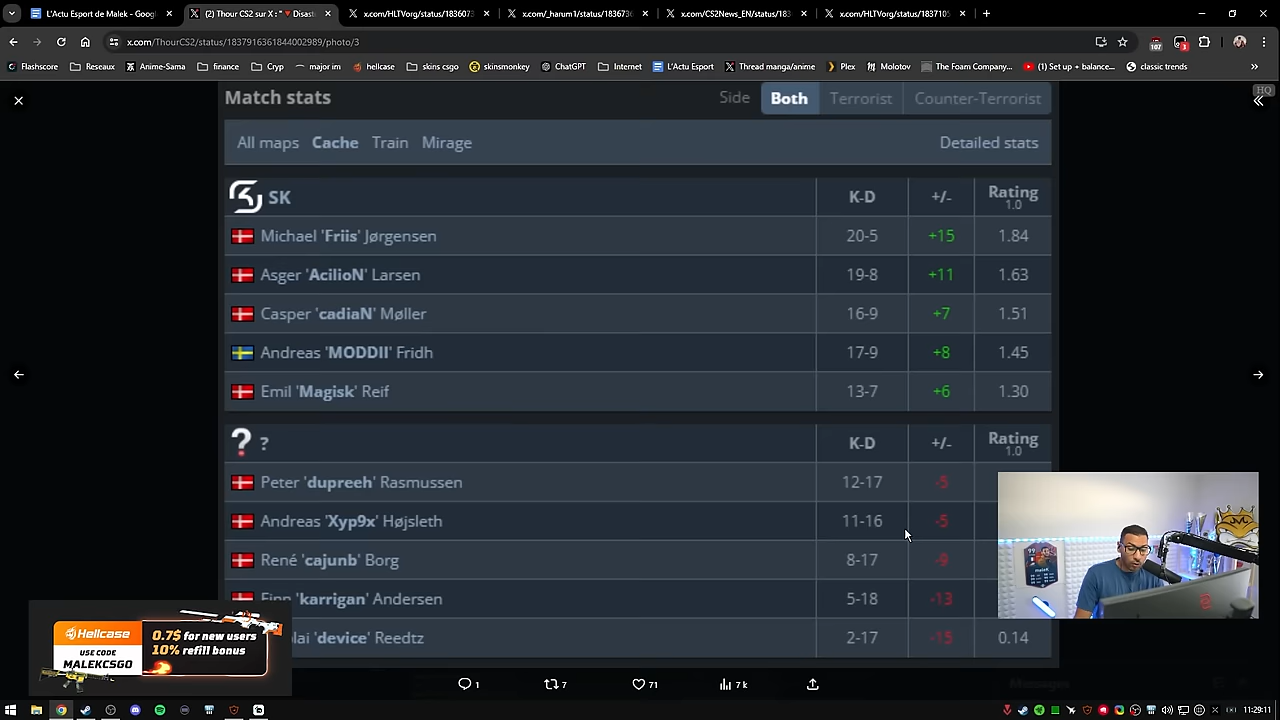 L'Actu Esport de Malek - Googl
(2) Thour CS2 sur X : "🔻Disast
x.com/HLTVorg/status/183607
x.com/_harum1/status/183673
x.com/CS2News_EN/status/183
x.com/HLTVorg/status/1837105
x.com/ThourCS2/status/1837916361844002989/photo/3
107
Flashscore
Reseaux
Anime-Sama
finance
Cryp
major im
hellcase
skins csgo
skinsmonkey
ChatGPT
Internet
L'Actu Esport
Thread manga/anime
Plex
Molotov
The Foam Company...
(1) Set up + balance...
classic trends
HQ
Match stats
Side Both Terrorist Counter-Terrorist
All maps Cache Train Mirage Detailed stats
SK K-D +/- Rating
1.0
Michael 'Friis' Jørgensen 20-5 +15 1.84
Asger 'AcilioN' Larsen 19-8 +11 1.63
Casper 'cadiaN' Møller 16-9 +7 1.51
Andreas 'MODDII' Fridh 17-9 +8 1.45
Emil 'Magisk' Reif 13-7 +6 1.30
? ? K-D +/- Rating
1.0
Peter 'dupreeh' Rasmussen 12-17 -5
Andreas 'Xyp9x' Højsleth 11-16 -5
René 'cajunb' Borg 8-17 -9
Finn 'karrigan' Andersen 5-18 -13
lai 'device' Reedtz 2-17 -15 0.14
Hellcase
USE CODE
MALEKCSGO
0.7$ for new users
10% refill bonus
1 7 71 7 k
Messages
11:29:11